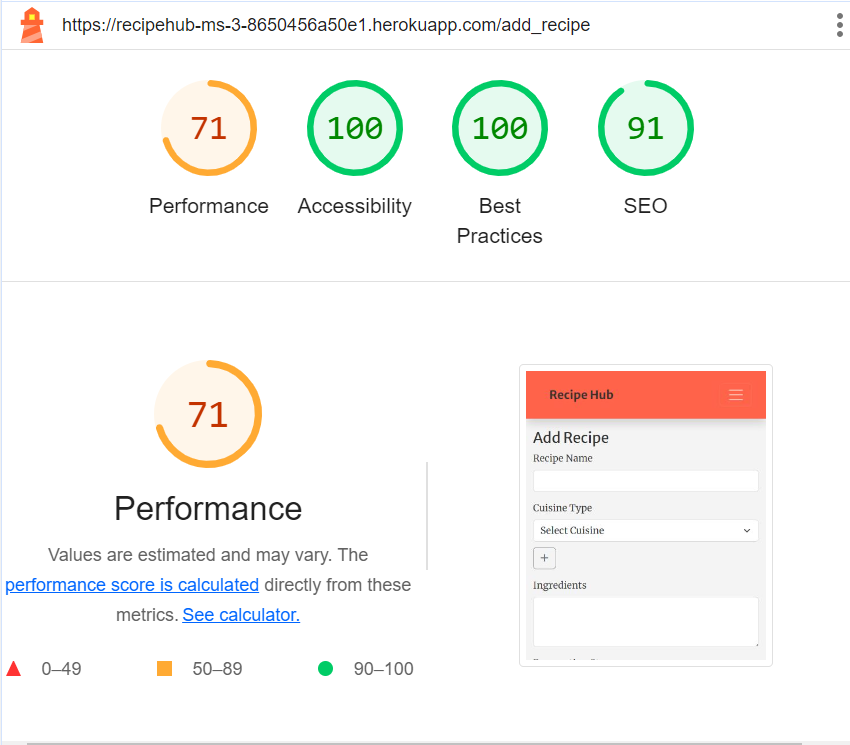 https://recipehub-ms-3-8650456a50e1.herokuapp.com/add_recipe
71
100
100
91
Performance
Accessibility
Best
Practices
SEO
71
Performance
Values are estimated and may vary. The
performance score is calculated directly from these
metrics. See calculator.
0–49
50–89
90–100
Recipe Hub
Add Recipe
Recipe Name
Cuisine Type
Select Cuisine
+
Ingredients